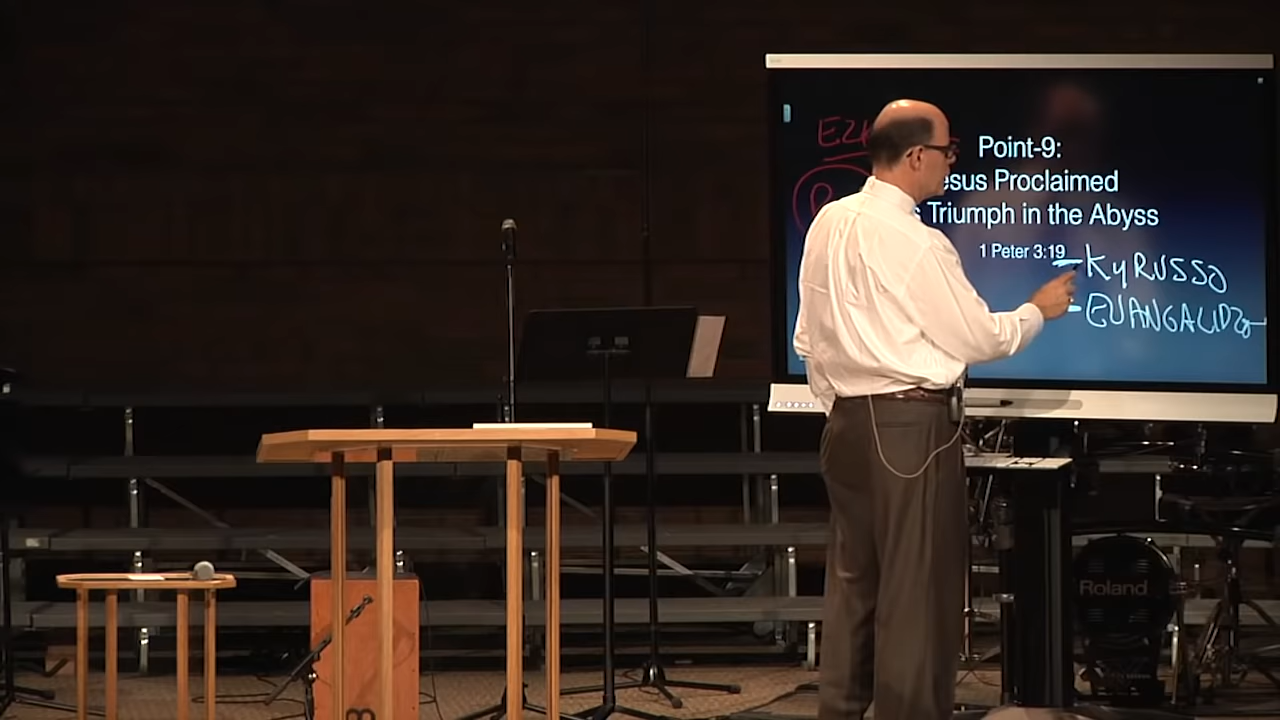 Point-9:
esus Proclaimed
s Triumph in the Abyss
1 Peter 3:19
-KyRUSSO
-EUANGALIDZO
Roland